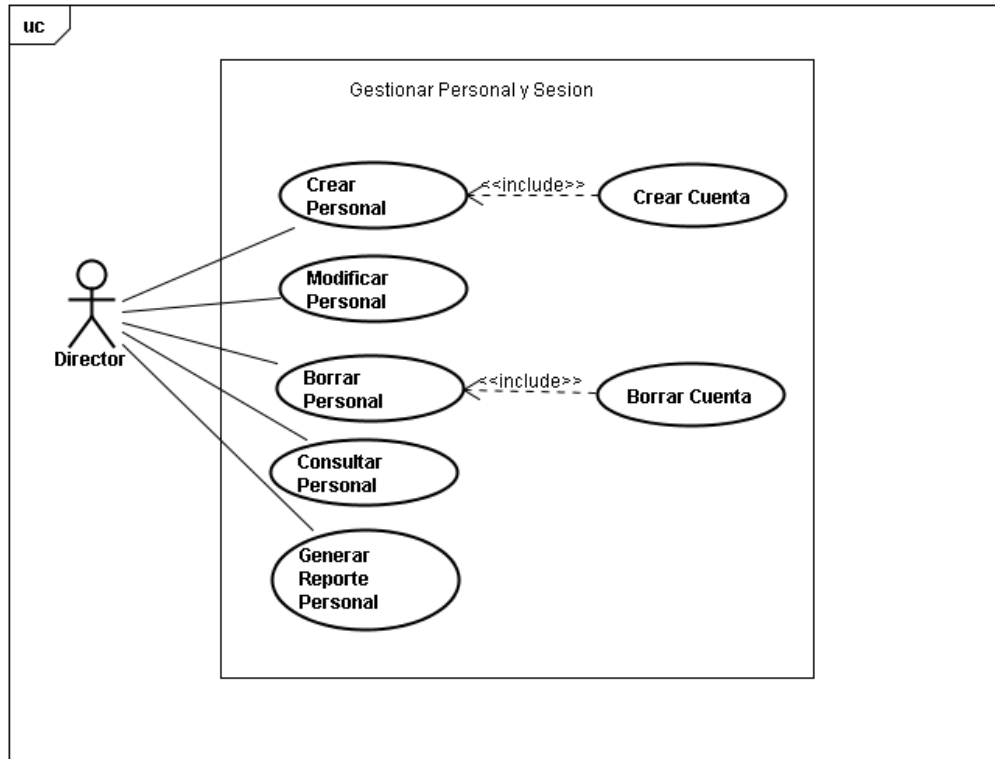 uc
Gestionar Personal y Sesion
Crear
Personal
<<include>>
Crear Cuenta
Modificar
Personal
Director
Borrar
Personal
<<include>>
Borrar Cuenta
Consultar
Personal
Generar
Reporte
Personal